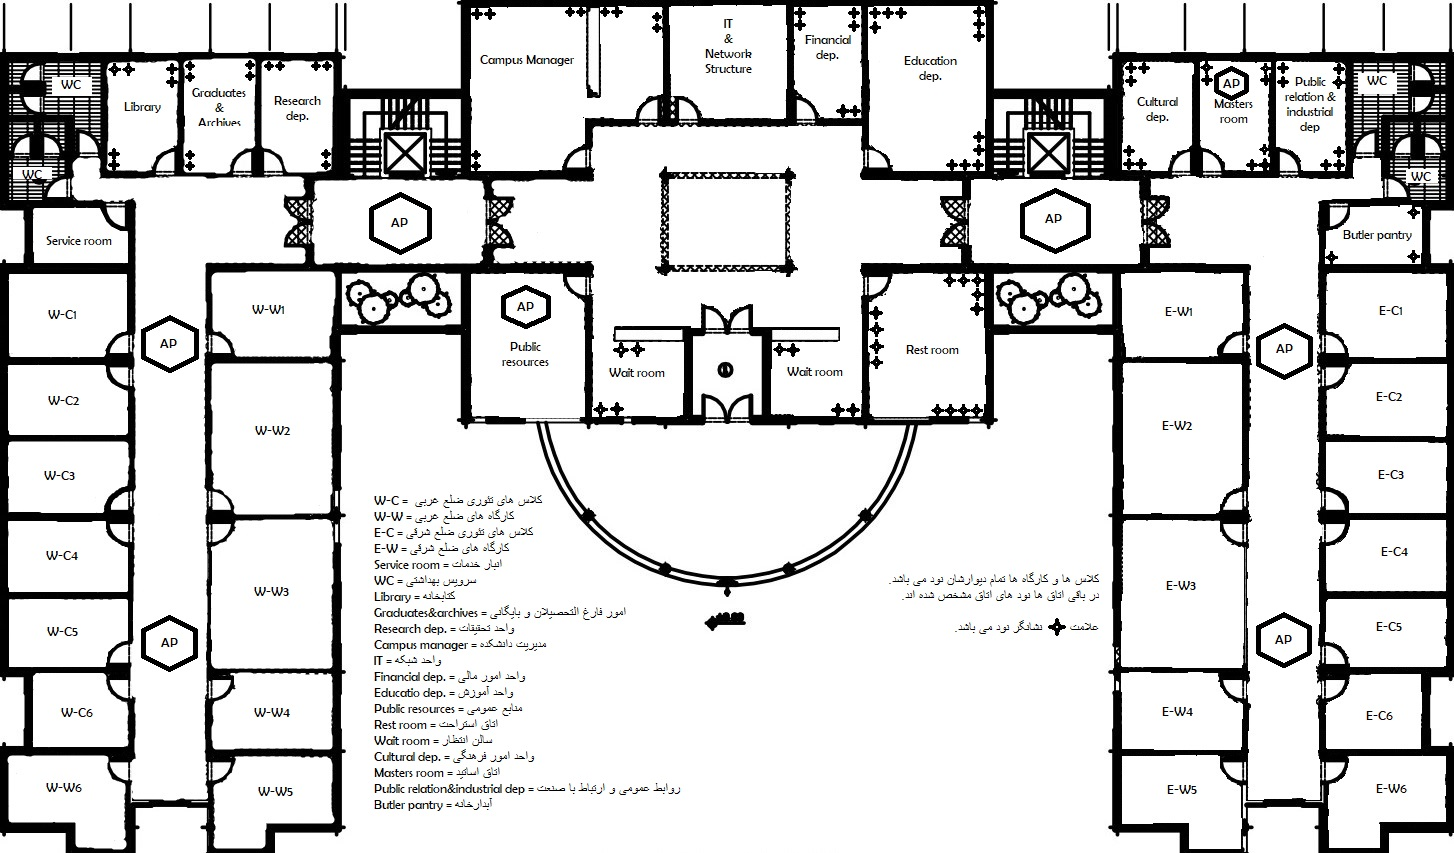 Campus Manager
IT
&
Network
Structure
Financial
dep.
Education
dep.
WC
Library
Graduates
&
Archives
Research
dep.
Cultural
dep.
AP
Masters
room
Public
relation &
industrial
dep
WC
WC
WC
AP
AP
Service room
Butler pantry
W-C1
W-W1
AP
AP
Public
resources
Wait room
Wait room
Rest room
E-W1
AP
E-C1
W-C2
W-W2
E-W2
E-C2
W-C3
E-C3
W-C4
W-W3
E-W3
E-C4
W-C5
AP
AP
E-C5
W-C6
W-W4
E-W4
E-C6
W-W6
W-W5
E-W5
E-W6
W-C = کلاس های تئوری ضلع غربی
W-W = کارگاه های ضلع غربی
E-C = کلاس های تئوری ضلع شرقی
E-W = کارگاه های ضلع شرقی
Service room = انبار خدمات
WC = سرویس بهداشتی
Library = کتابخانه
Graduates&archives = امور فارغ التحصیلان و بایگانی
Research dep. = واحد تحقیقات
Campus manager = مدیریت دانشکده
IT = واحد شبکه
Financial dep. = واحد امور مالی
Educatio dep. = واحد آموزش
Public resources = منابع عمومی
Rest room = اتاق استراحت
Wait room = سالن انتظار
Cultural dep. = واحد امور فرهنگی
Masters room = اتاق اساتید
Public relation&industrial dep = روابط عمومی و ارتباط با صنعت
Butler pantry = آبدارخانه
کلاس ها و کارگاه ها تمام دیوارشان نود می باشد.
در باقی اتاق ها نود های اتاق مشخص شده اند.
علامت نشانگر نود می باشد.